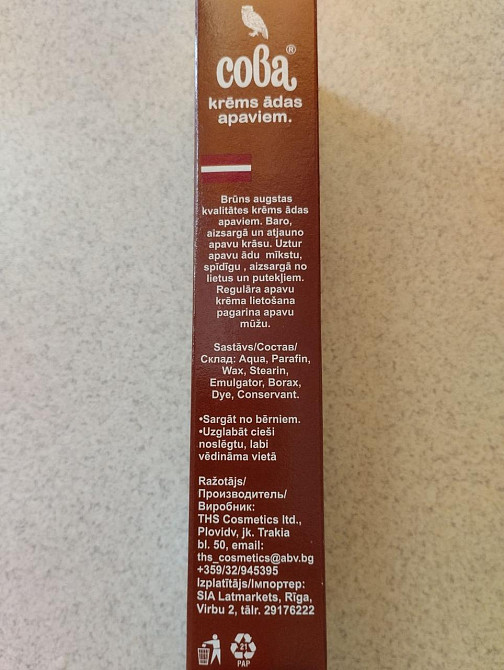 сова®
krēms ādas
apaviem.
Brūns augstas
kvalitātes krēms ādas
apaviem. Baro,
aizsargā un atjauno
apavu krāsu. Uztur
apavu ādu mīkstu,
spīdīgu , aizsargā no
lietus un putekļiem.
Regulāra apavu
krēma lietošana
pagarina apavu
mūžu.
Sastāvs/Состав/
Склад: Aqua, Parafin,
Wax, Stearin,
Emulgator, Borax,
Dye, Conservant.
•Sargāt no bērniem.
•Uzglabāt cieši
noslēgtu, labi
vēdināma vietā
Ražotājs/
Производитель/
Виробник:
THS Cosmetics ltd.,
Plovidv, jk. Trakia
bl. 50, email:
ths_cosmetics@abv.bg
+359/32/945395
Izplatītājs/Імпортер:
SIA Latmarkets, Rīga,
Virbu 2, tālr. 29176222
21
PAP